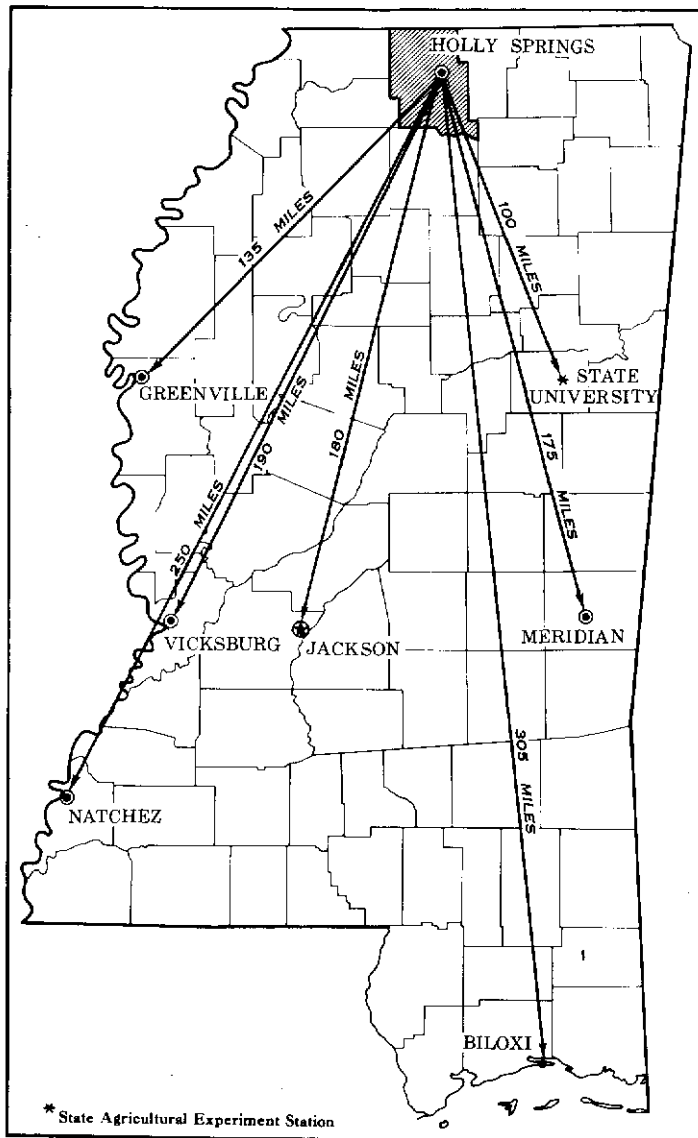 HOLLY SPRINGS
135 MILES
100 MILES
GREENVILLE
* STATE
UNIVERSITY
190 MILES
180 MILES
175 MILES
250 MILES
VICKSBURG
JACKSON
MERIDIAN
305 MILES
NATCHEZ
1
BILOXI
* State Agricultural Experiment Station